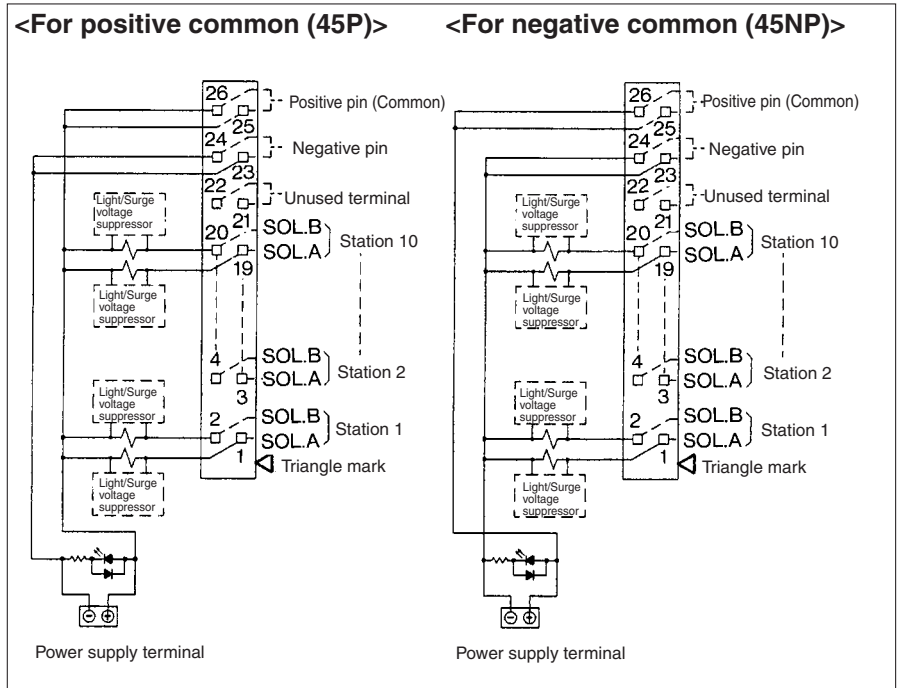 <For positive common (45P)>
26
Positive pin (Common)
25
24
Negative pin
23
22
Unused terminal
21
Light/Surge
voltage
suppressor
20
SOL.B
SOL.A
Station 10
19
Light/Surge
voltage
suppressor
4
SOL.B
SOL.A
Station 2
3
Light/Surge
voltage
suppressor
2
SOL.B
SOL.A
Station 1
1
Triangle mark
Light/Surge
voltage
suppressor
⊖ ⊕
Power supply terminal
<For negative common (45NP)>
26
Positive pin (Common)
25
24
Negative pin
23
22
Unused terminal
21
Light/Surge
voltage
suppressor
20
SOL.B
SOL.A
Station 10
19
Light/Surge
voltage
suppressor
4
SOL.B
SOL.A
Station 2
3
Light/Surge
voltage
suppressor
2
SOL.B
SOL.A
Station 1
1
Triangle mark
Light/Surge
voltage
suppressor
⊖ ⊕
Power supply terminal